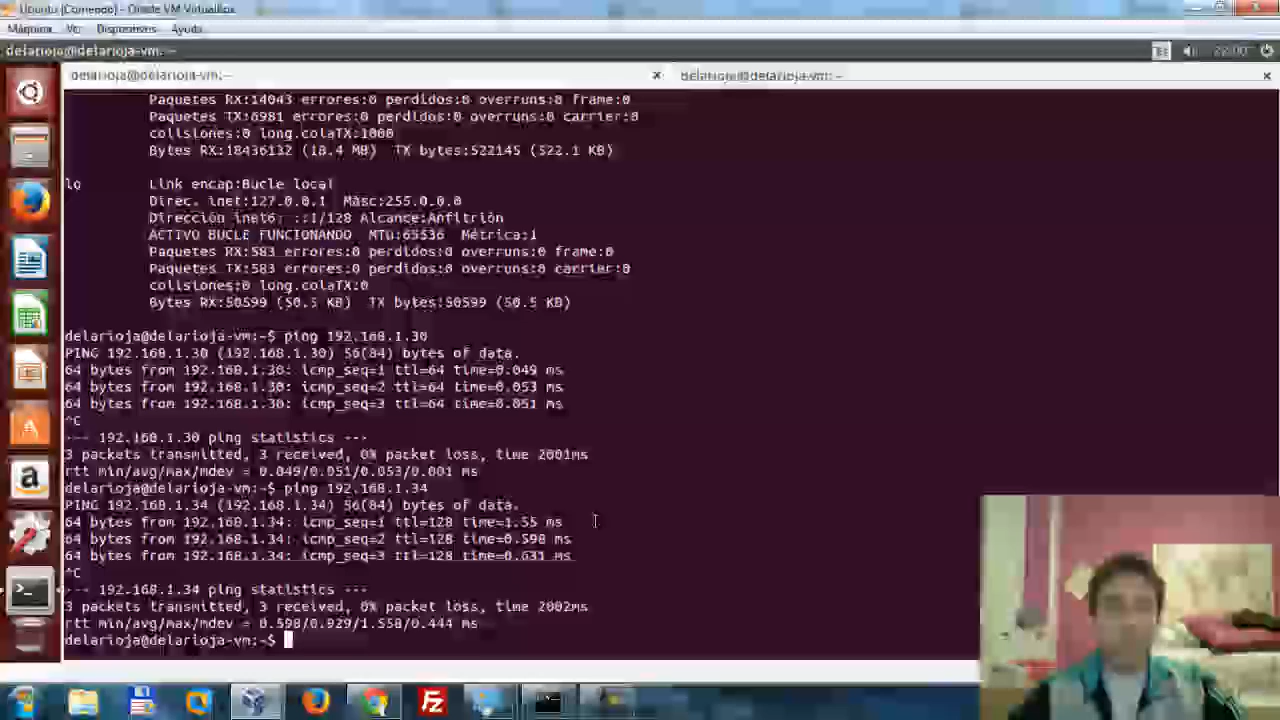 Ubuntu [Corriendo] - Oracle VM VirtualBox
Máquina Ver Dispositivos Ayuda
delarioja@delarioja-vm: ~
22:00
delarioja@delarioja-vm: ~ × delarioja@delarioja-vm: ~ ×
Paquetes RX:14043 errores:0 perdidos:0 overruns:0 frame:0
Paquetes TX:6981 errores:0 perdidos:0 overruns:0 carrier:0
colisiones:0 long.colaTX:1000
Bytes RX:18436132 (18.4 MB) TX bytes:522145 (522.1 KB)
lo Link encap:Bucle local
Direc. inet:127.0.0.1 Másc:255.0.0.0
Dirección inet6: ::1/128 Alcance:Anfitrión
ACTIVO BUCLE FUNCIONANDO MTU:65536 Métrica:1
Paquetes RX:583 errores:0 perdidos:0 overruns:0 frame:0
Paquetes TX:583 errores:0 perdidos:0 overruns:0 carrier:0
colisiones:0 long.colaTX:0
Bytes RX:50599 (50.5 KB) TX bytes:50599 (50.5 KB)
delarioja@delarioja-vm:~$ ping 192.168.1.30
PING 192.168.1.30 (192.168.1.30) 56(84) bytes of data.
64 bytes from 192.168.1.30: icmp_seq=1 ttl=64 time=0.049 ms
64 bytes from 192.168.1.30: icmp_seq=2 ttl=64 time=0.053 ms
64 bytes from 192.168.1.30: icmp_seq=3 ttl=64 time=0.051 ms
^C
--- 192.168.1.30 ping statistics ---
3 packets transmitted, 3 received, 0% packet loss, time 2001ms
rtt min/avg/max/mdev = 0.049/0.051/0.053/0.001 ms
delarioja@delarioja-vm:~$ ping 192.168.1.34
PING 192.168.1.34 (192.168.1.34) 56(84) bytes of data.
64 bytes from 192.168.1.34: icmp_seq=1 ttl=128 time=1.55 ms
64 bytes from 192.168.1.34: icmp_seq=2 ttl=128 time=0.598 ms
64 bytes from 192.168.1.34: icmp_seq=3 ttl=128 time=0.631 ms
^C
--- 192.168.1.34 ping statistics ---
3 packets transmitted, 3 received, 0% packet loss, time 2002ms
rtt min/avg/max/mdev = 0.598/0.929/1.558/0.444 ms
delarioja@delarioja-vm:~$